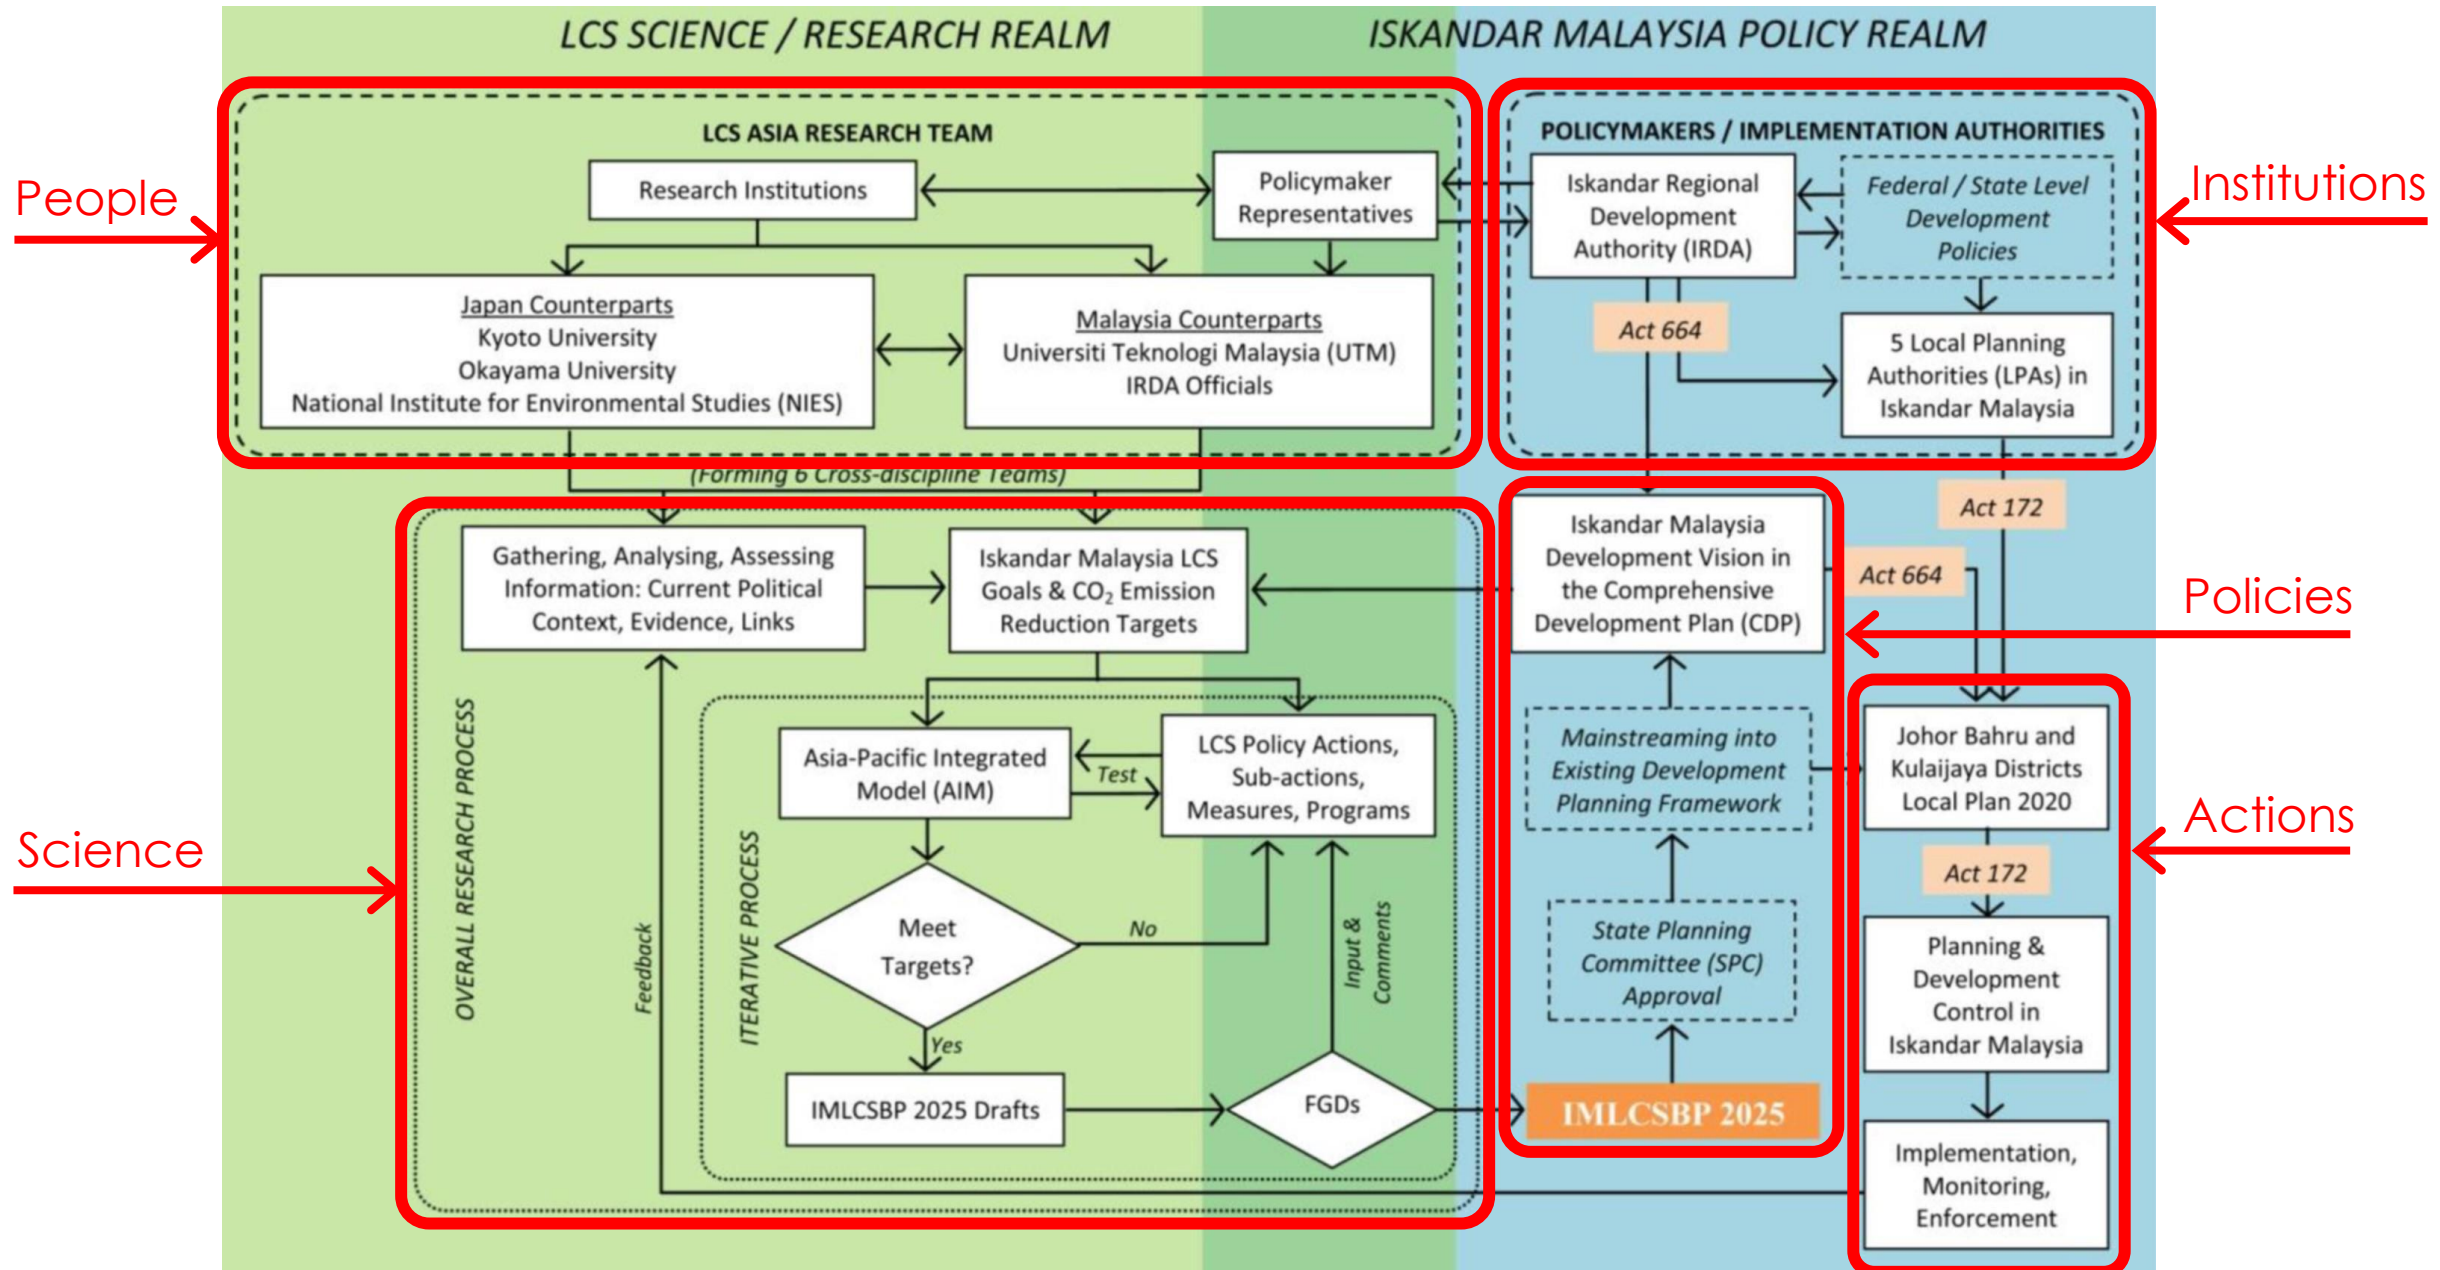 LCS SCIENCE / RESEARCH REALM
ISKANDAR MALAYSIA POLICY REALM
People
LCS ASIA RESEARCH TEAM
Research Institutions
Policymaker
Representatives
Japan Counterparts
Kyoto University
Okayama University
National Institute for Environmental Studies (NIES)
Malaysia Counterparts
Universiti Teknologi Malaysia (UTM)
IRDA Officials
(Forming 6 Cross-discipline Teams)
POLICYMAKERS / IMPLEMENTATION AUTHORITIES
Iskandar Regional
Development
Authority (IRDA)
Federal / State Level
Development
Policies
Act 664
5 Local Planning
Authorities (LPAs) in
Iskandar Malaysia
Institutions
Act 172
Science
OVERALL RESEARCH PROCESS
Gathering, Analysing, Assessing
Information: Current Political
Context, Evidence, Links
Iskandar Malaysia LCS
Goals & CO₂ Emission
Reduction Targets
Feedback
ITERATIVE PROCESS
Asia-Pacific Integrated
Model (AIM)
Test
LCS Policy Actions,
Sub-actions,
Measures, Programs
Meet
Targets?
No
Yes
Input &
Comments
IMLCSBP 2025 Drafts
FGDs
Iskandar Malaysia
Development Vision in
the Comprehensive
Development Plan (CDP)
Act 664
Policies
Mainstreaming into
Existing Development
Planning Framework
State Planning
Committee (SPC)
Approval
IMLCSBP 2025
Johor Bahru and
Kulaijaya Districts
Local Plan 2020
Actions
Act 172
Planning &
Development
Control in
Iskandar Malaysia
Implementation,
Monitoring,
Enforcement